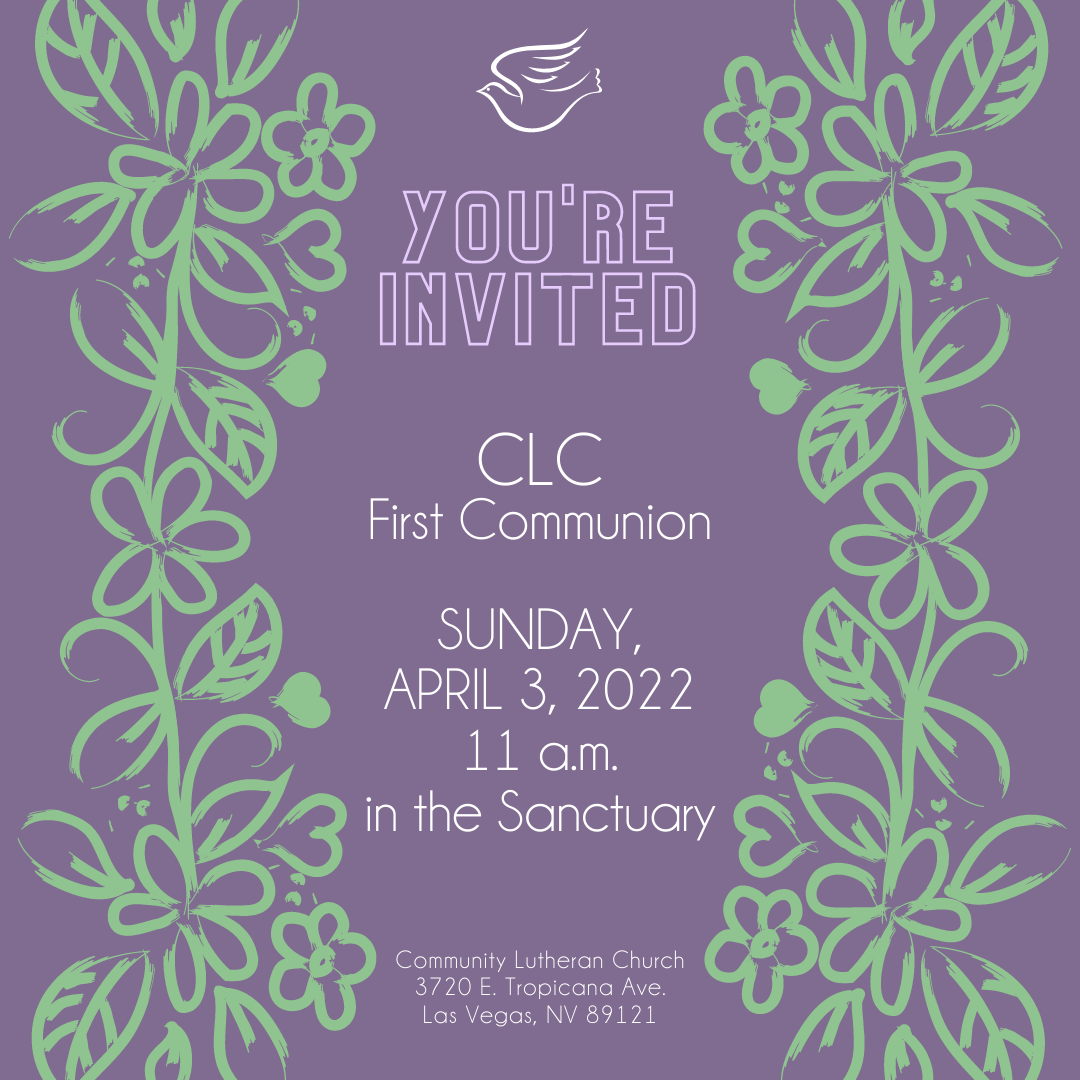 YOU'RE
INVITED
CLC
First Communion
SUNDAY,
APRIL 3, 2022
11 a.m.
in the Sanctuary
Community Lutheran Church
3720 E. Tropicana Ave.
Las Vegas, NV 89121